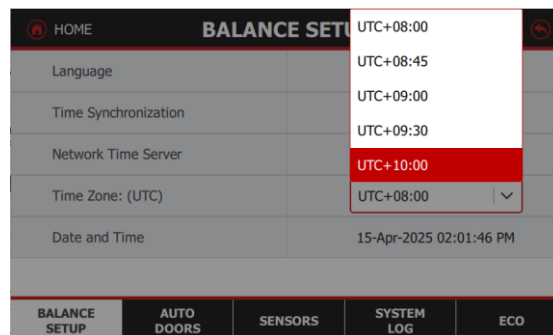 HOME
BALANCE SETU
UTC+08:00
UTC+08:45
UTC+09:00
UTC+09:30
UTC+10:00
Language
Time Synchronization
Network Time Server
Time Zone: (UTC)
UTC+08:00
Date and Time
15-Apr-2025 02:01:46 PM
BALANCE
SETUP
AUTO
DOORS
SENSORS
SYSTEM
LOG
ECO